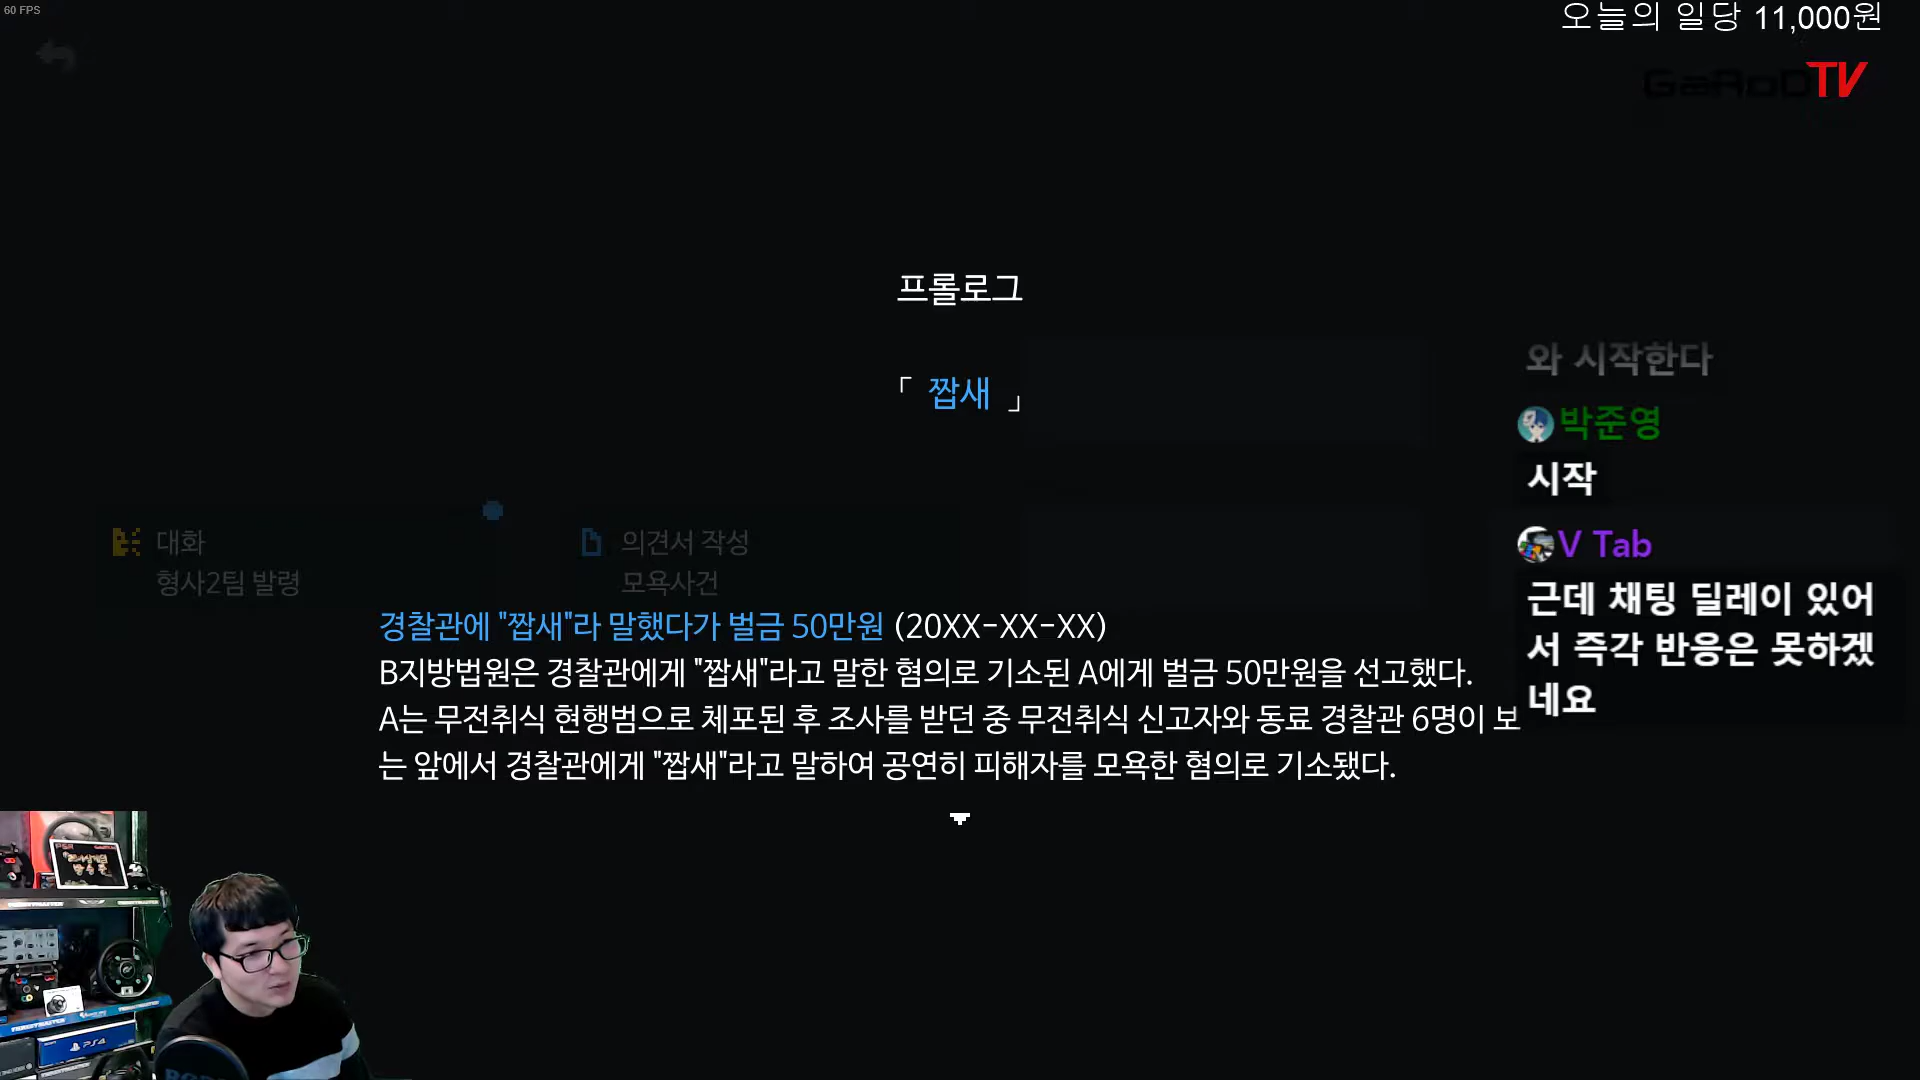 60 FPS
오늘의 일당 11,000원
GaRoDTV
프롤로그
「 짭새 」
와 시작한다
박준영
시작
V Tab
근데 채팅 딜레이 있어
서 즉각 반응은 못하겠
네요
대화
형사2팀 발령
의견서 작성
모욕사건
경찰관에 "짭새"라 말했다가 벌금 50만원 (20XX-XX-XX)
B지방법원은 경찰관에게 "짭새"라고 말한 혐의로 기소된 A에게 벌금 50만원을 선고했다.
A는 무전취식 현행범으로 체포된 후 조사를 받던 중 무전취식 신고자와 동료 경찰관 6명이 보
는 앞에서 경찰관에게 "짭새"라고 말하여 공연히 피해자를 모욕한 혐의로 기소됐다.
THRUSTMASTER
THRUSTMASTER
THRUSTMASTER
PS4